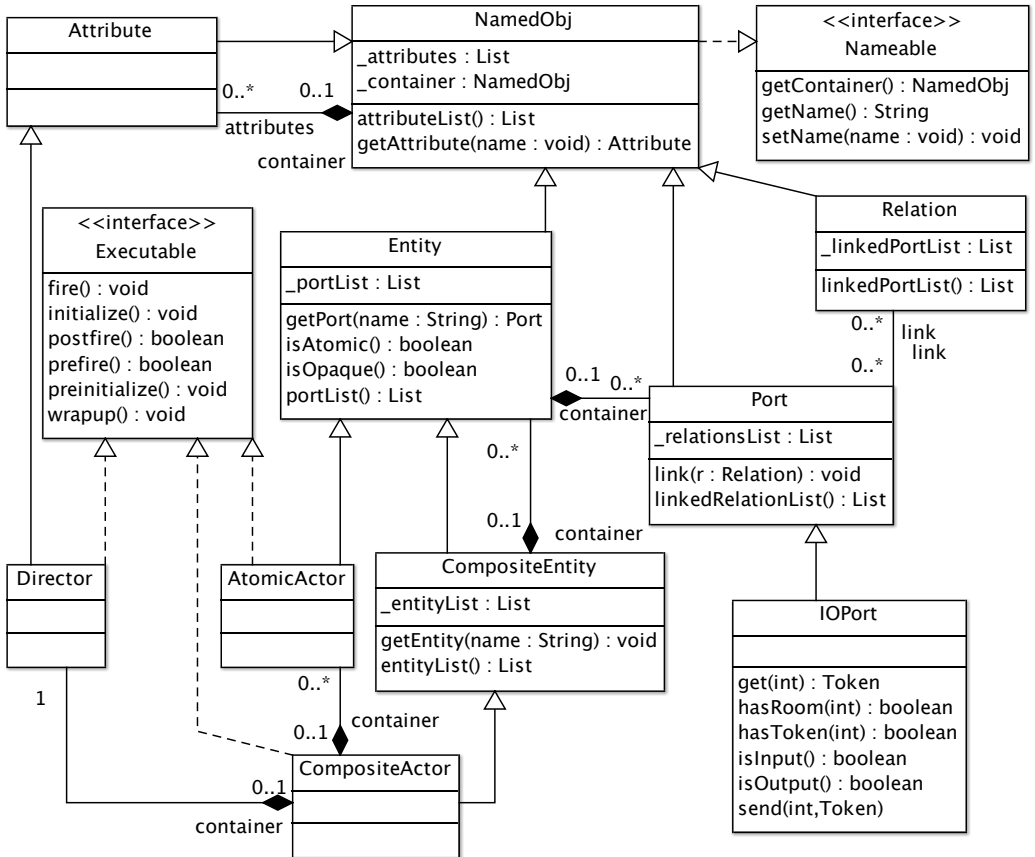 Attribute
NamedObj
_attributes : List
_container : NamedObj
attributeList() : List
getAttribute(name : void) : Attribute
<<interface>>
Nameable
getContainer() : NamedObj
getName() : String
setName(name : void) : void
0..*
0..1
attributes
container
<<interface>>
Executable
fire() : void
initialize() : void
postfire() : boolean
prefire() : boolean
preinitialize() : void
wrapup() : void
Entity
_portList : List
getPort(name : String) : Port
isAtomic() : boolean
isOpaque() : boolean
portList() : List
Relation
_linkedPortList : List
linkedPortList() : List
0..*
link
link
0..*
0..1
0..*
container
Port
_relationsList : List
link(r : Relation) : void
linkedRelationList() : List
0..*
0..1
container
Director
AtomicActor
CompositeEntity
_entityList : List
getEntity(name : String) : void
entityList() : List
IOPort
get(int) : Token
hasRoom(int) : boolean
hasToken(int) : boolean
isInput() : boolean
isOutput() : boolean
send(int,Token)
1
0..*
container
0..1
CompositeActor
0..1
container